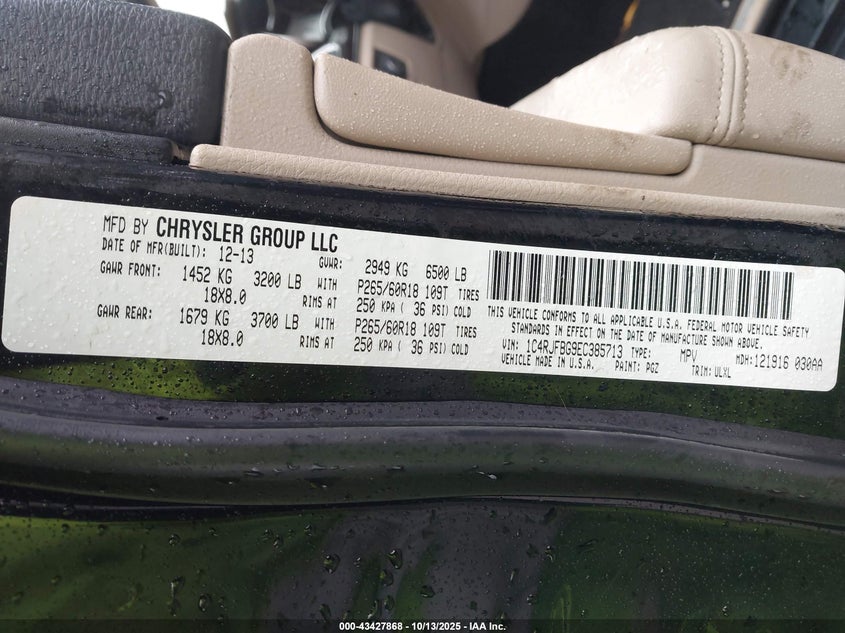 MFD BY CHRYSLER GROUP LLC
DATE OF MFR(BUILT): 12-13 GVWR: 2949 KG 6500 LB
GAWR FRONT: 1452 KG 3200 LB WITH P265/60R18 109T TIRES
18X8.0 RIMS AT 250 KPA ( 36 PSI) COLD
GAWR REAR: 1679 KG 3700 LB WITH P265/60R18 109T TIRES
18X8.0 RIMS AT 250 KPA ( 36 PSI) COLD
THIS VEHICLE CONFORMS TO ALL APPLICABLE U.S.A. FEDERAL MOTOR VEHICLE SAFETY
STANDARDS IN EFFECT ON THE DATE OF MANUFACTURE SHOWN ABOVE.
VIN: 1C4RJFBG9EC385713 TYPE: MPV MDH: 121916 030AA
VEHICLE MADE IN U.S.A. PAINT: PGZ TRIM: ULXL
000-43427868 - 10/13/2025 - IAA Inc.